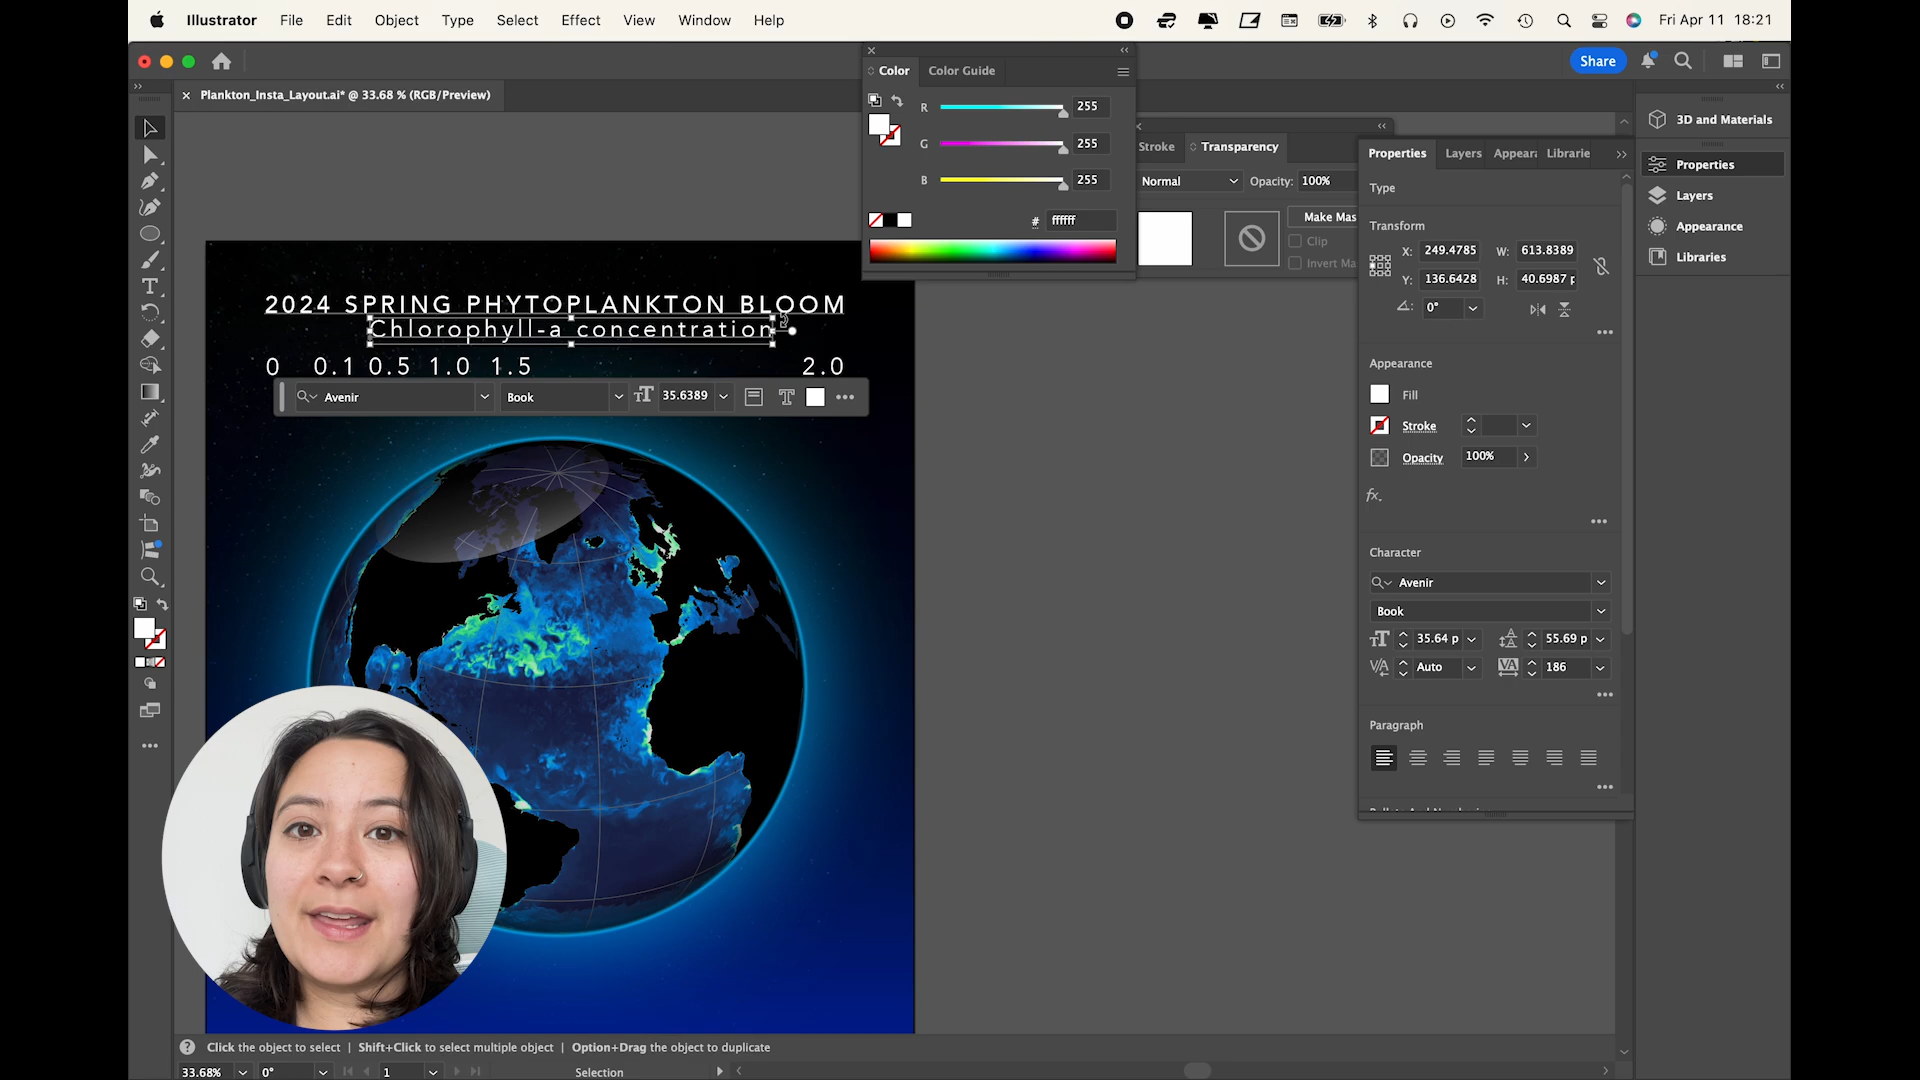 Illustrator File Edit Object Type Select Effect View Window Help Fri Apr 11 18:21
Share
Plankton_Insta_Layout.ai* @ 33.68 % (RGB/Preview)
Color Color Guide
R 255
G 255
B 255
# ffffff
Stroke Transparency
Normal Opacity: 100%
Make Mas
Clip
Invert Ma
Properties Layers Appear Librarie
Type
Transform
X: 249.4785 W: 613.8389
Y: 136.6428 H: 40.6987 p
0°
Appearance
Fill
Stroke
Opacity 100%
fx.
Character
Avenir
Book
35.64 p 55.69 p
Auto 186
Paragraph
3D and Materials
Properties
Layers
Appearance
Libraries
2024 SPRING PHYTOPLANKTON BLOOM
Chlorophyll-a concentration
0 0.1 0.5 1.0 1.5 2.0
Avenir Book 35.6389
Click the object to select | Shift+Click to select multiple object | Option+Drag the object to duplicate
33.68% 0° 1 Selection